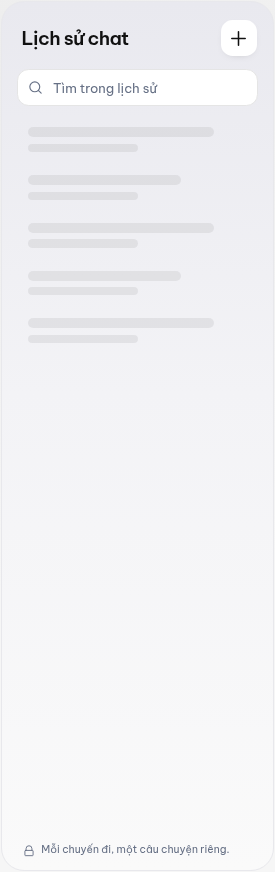 Lịch sử chat
Tìm trong lịch sử
Mỗi chuyến đi, một câu chuyện riêng.